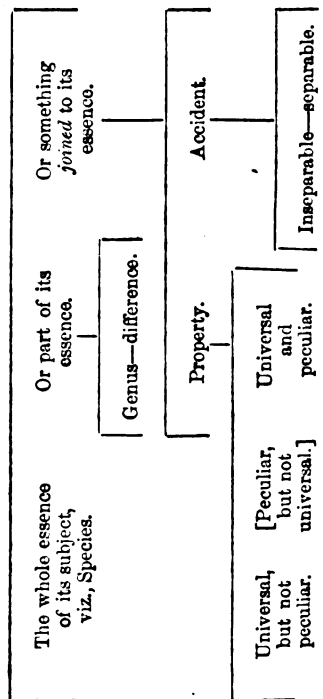 The whole essence
of its subject,
viz., Species.
Or part of its
essence.
Or something
joined to its
essence.
Genus—difference.
Property.
Accident.
Universal,
but not
peculiar.
[Peculiar,
but not
universal.]
Universal
and
peculiar.
Inseparable—separable.